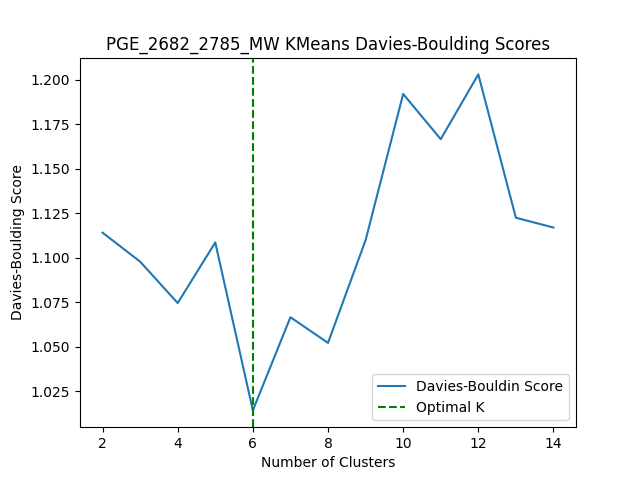 PGE_2682_2785_MW KMeans Davies-Boulding Scores
1.200
1.175
1.150
1.125
1.100
1.075
1.050
1.025
Davies-Boulding Score
Davies-Bouldin Score
Optimal K
2 4 6 8 10 12 14
Number of Clusters